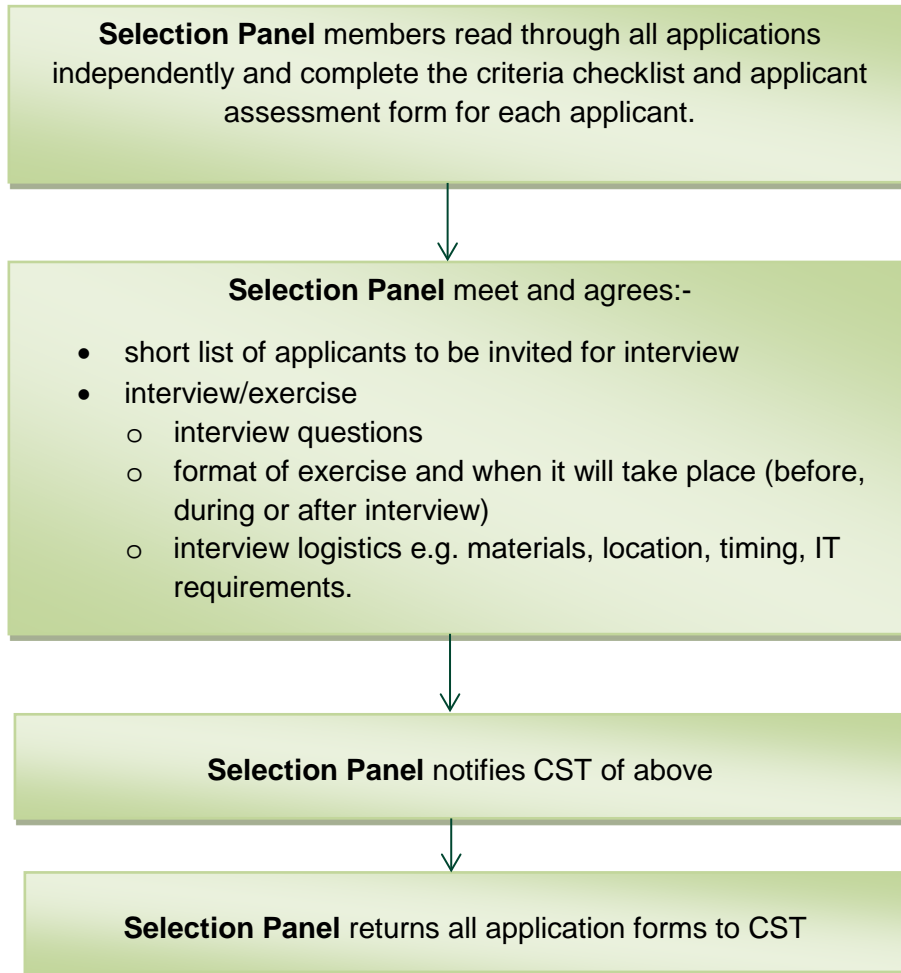 Selection Panel members read through all applications
independently and complete the criteria checklist and applicant
assessment form for each applicant.
Selection Panel meet and agrees:-
• short list of applicants to be invited for interview
• interview/exercise
o interview questions
o format of exercise and when it will take place (before,
during or after interview)
o interview logistics e.g. materials, location, timing, IT
requirements.
Selection Panel notifies CST of above
Selection Panel returns all application forms to CST